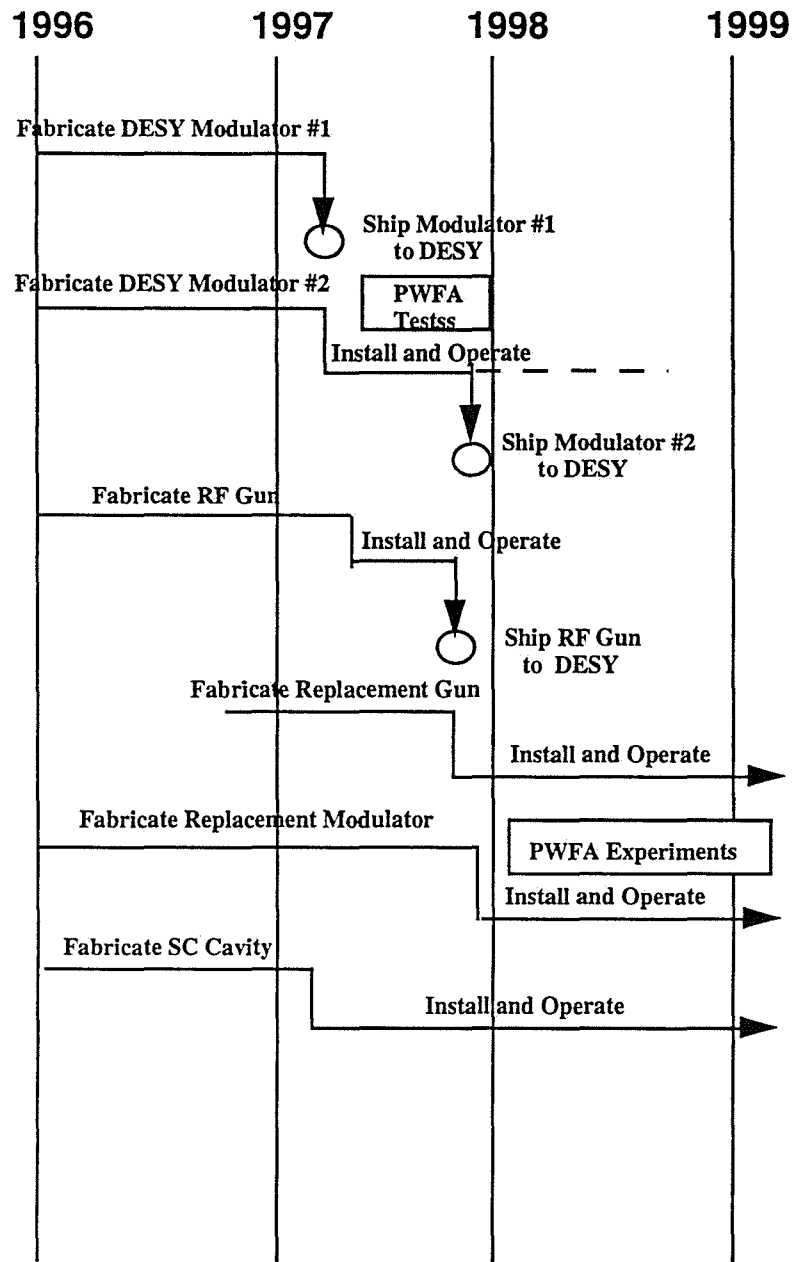 1996 1997 1998 1999
Fabricate DESY Modulator #1
Ship Modulator #1
to DESY
Fabricate DESY Modulator #2
PWFA
Testss
Install and Operate
Ship Modulator #2
to DESY
Fabricate RF Gun
Install and Operate
Ship RF Gun
to DESY
Fabricate Replacement Gun
Install and Operate
Fabricate Replacement Modulator
PWFA Experiments
Install and Operate
Fabricate SC Cavity
Install and Operate